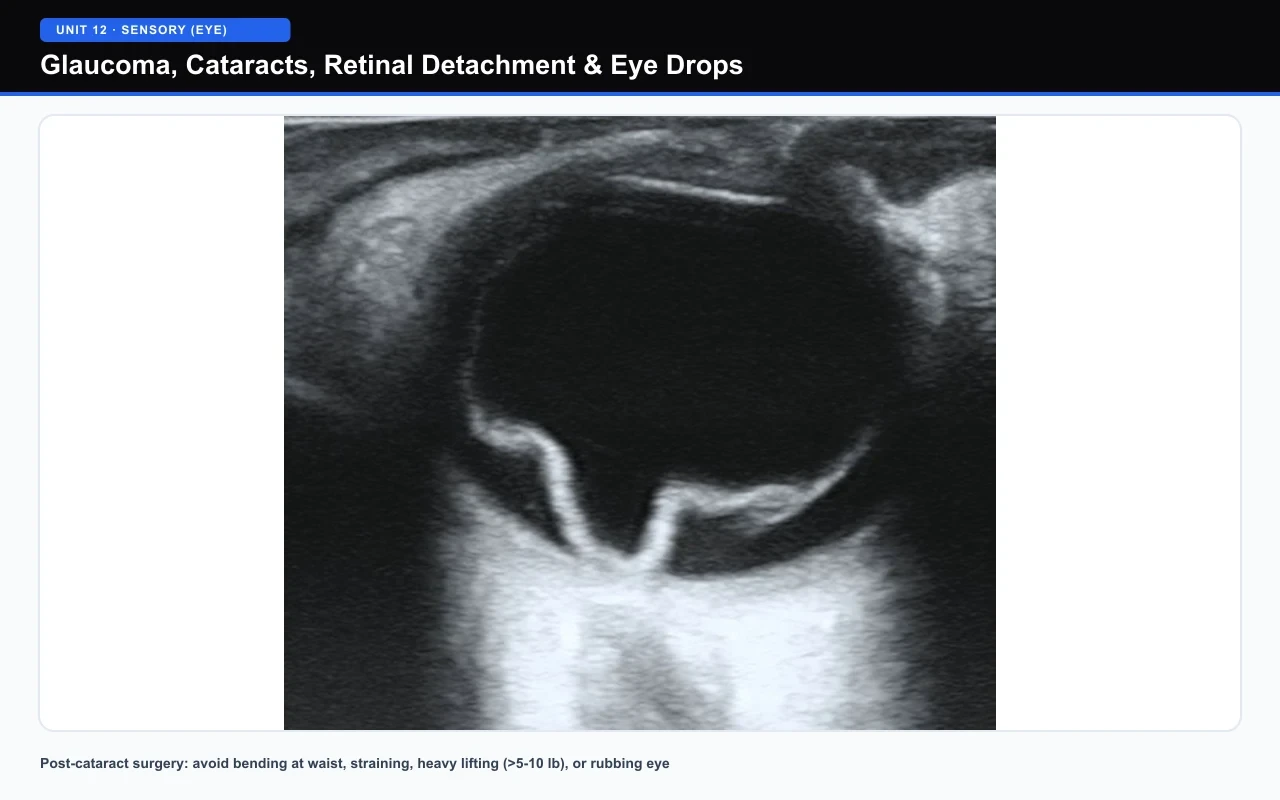 UNIT 12 · SENSORY (EYE)
Glaucoma, Cataracts, Retinal Detachment & Eye Drops
Post-cataract surgery: avoid bending at waist, straining, heavy lifting (>5-10 lb), or rubbing eye